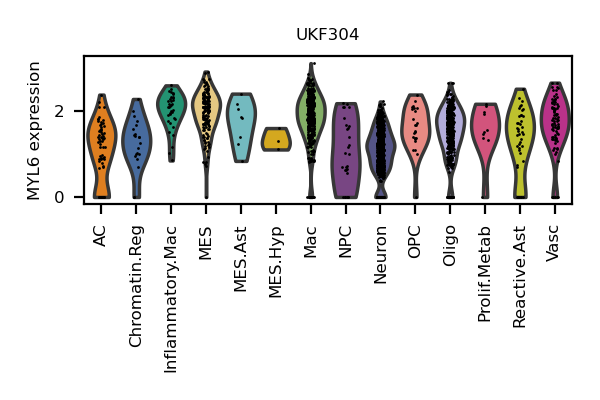 UKF304
MYL6 expression
2
0
AC
Chromatin.Reg
Inflammatory.Mac
MES
MES.Ast
MES.Hyp
Mac
NPC
Neuron
OPC
Oligo
Prolif.Metab
Reactive.Ast
Vasc